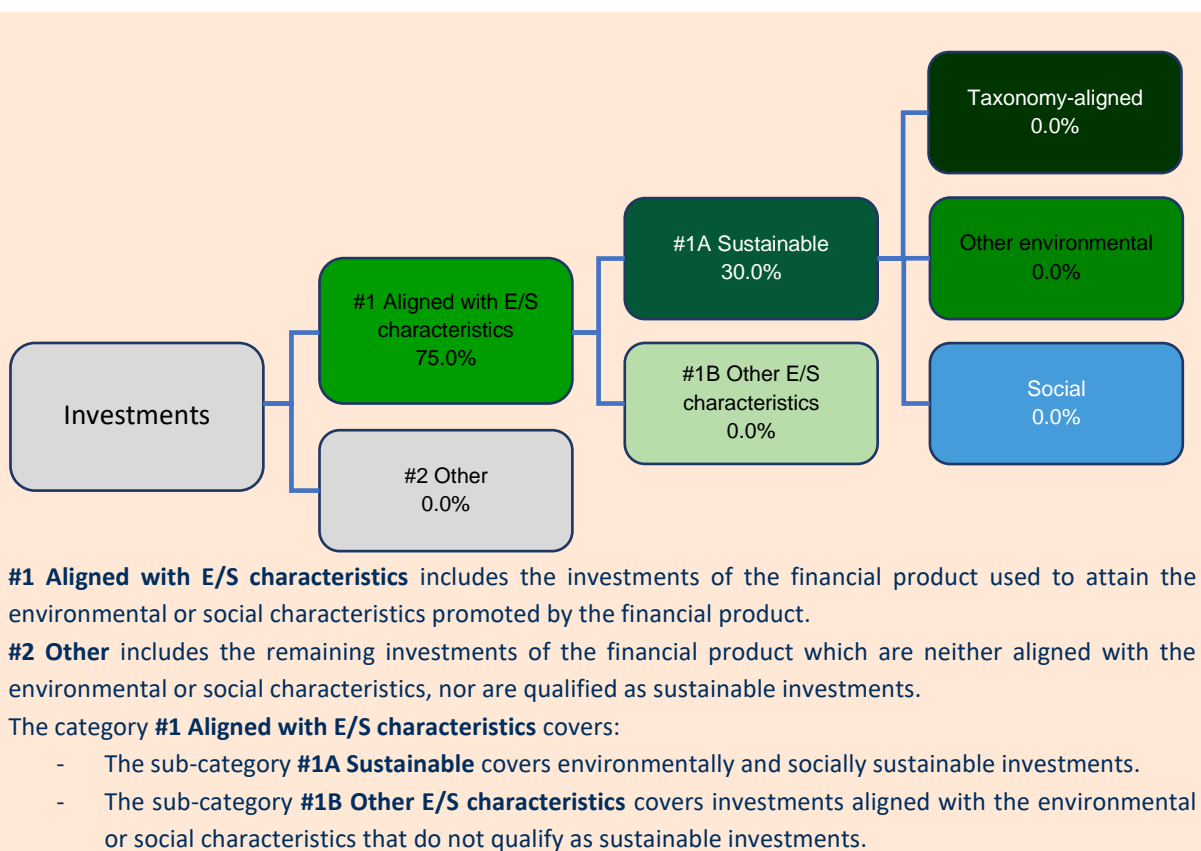 Taxonomy-aligned
0.0%
#1A Sustainable
30.0%
Other environmental
0.0%
#1 Aligned with E/S
characteristics
75.0%
#1B Other E/S
characteristics
0.0%
Social
0.0%
Investments
#2 Other
0.0%
#1 Aligned with E/S characteristics includes the investments of the financial product used to attain the
environmental or social characteristics promoted by the financial product.
#2 Other includes the remaining investments of the financial product which are neither aligned with the
environmental or social characteristics, nor are qualified as sustainable investments.
The category #1 Aligned with E/S characteristics covers:
- The sub-category #1A Sustainable covers environmentally and socially sustainable investments.
- The sub-category #1B Other E/S characteristics covers investments aligned with the environmental
or social characteristics that do not qualify as sustainable investments.